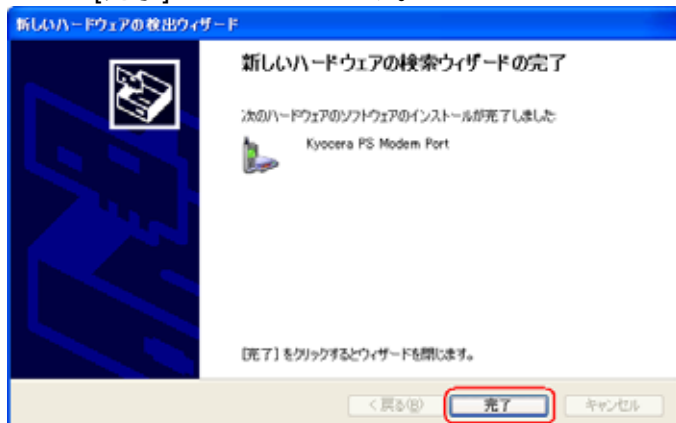 新しいハードウェアの検出ウィザード
新しいハードウェアの検索ウィザードの完了
次のハードウェアのソフトウェアのインストールが完了しました:
Kyocera PS Modem Port
[完了] をクリックするとウィザードを閉じます。
< 戻る(B) 完了 キャンセル